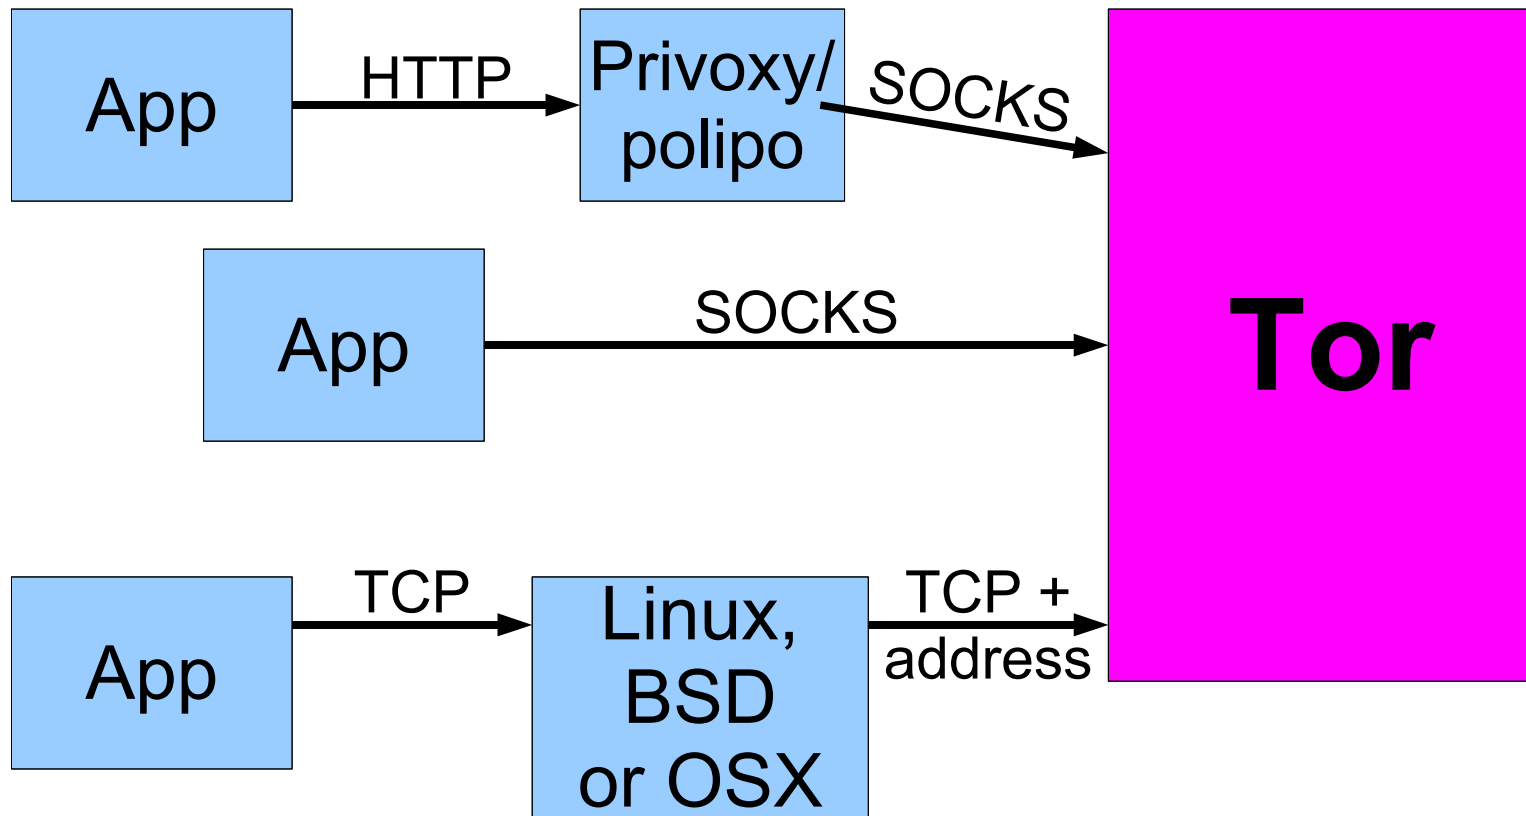 App
HTTP
Privoxy/
polipo
SOCKS
App
SOCKS
Tor
App
TCP
Linux,
BSD
or OSX
TCP +
address